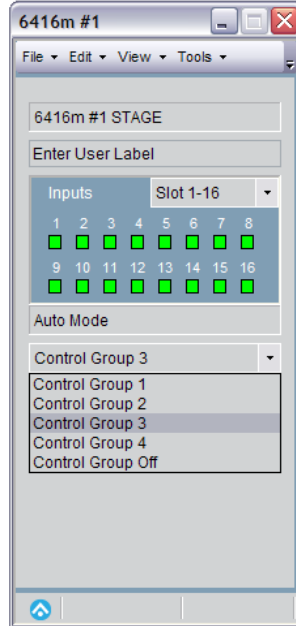 6416m #1
File Edit View Tools
6416m #1 STAGE
Enter User Label
Inputs Slot 1-16
1 2 3 4 5 6 7 8
9 10 11 12 13 14 15 16
Auto Mode
Control Group 3
Control Group 1
Control Group 2
Control Group 3
Control Group 4
Control Group Off